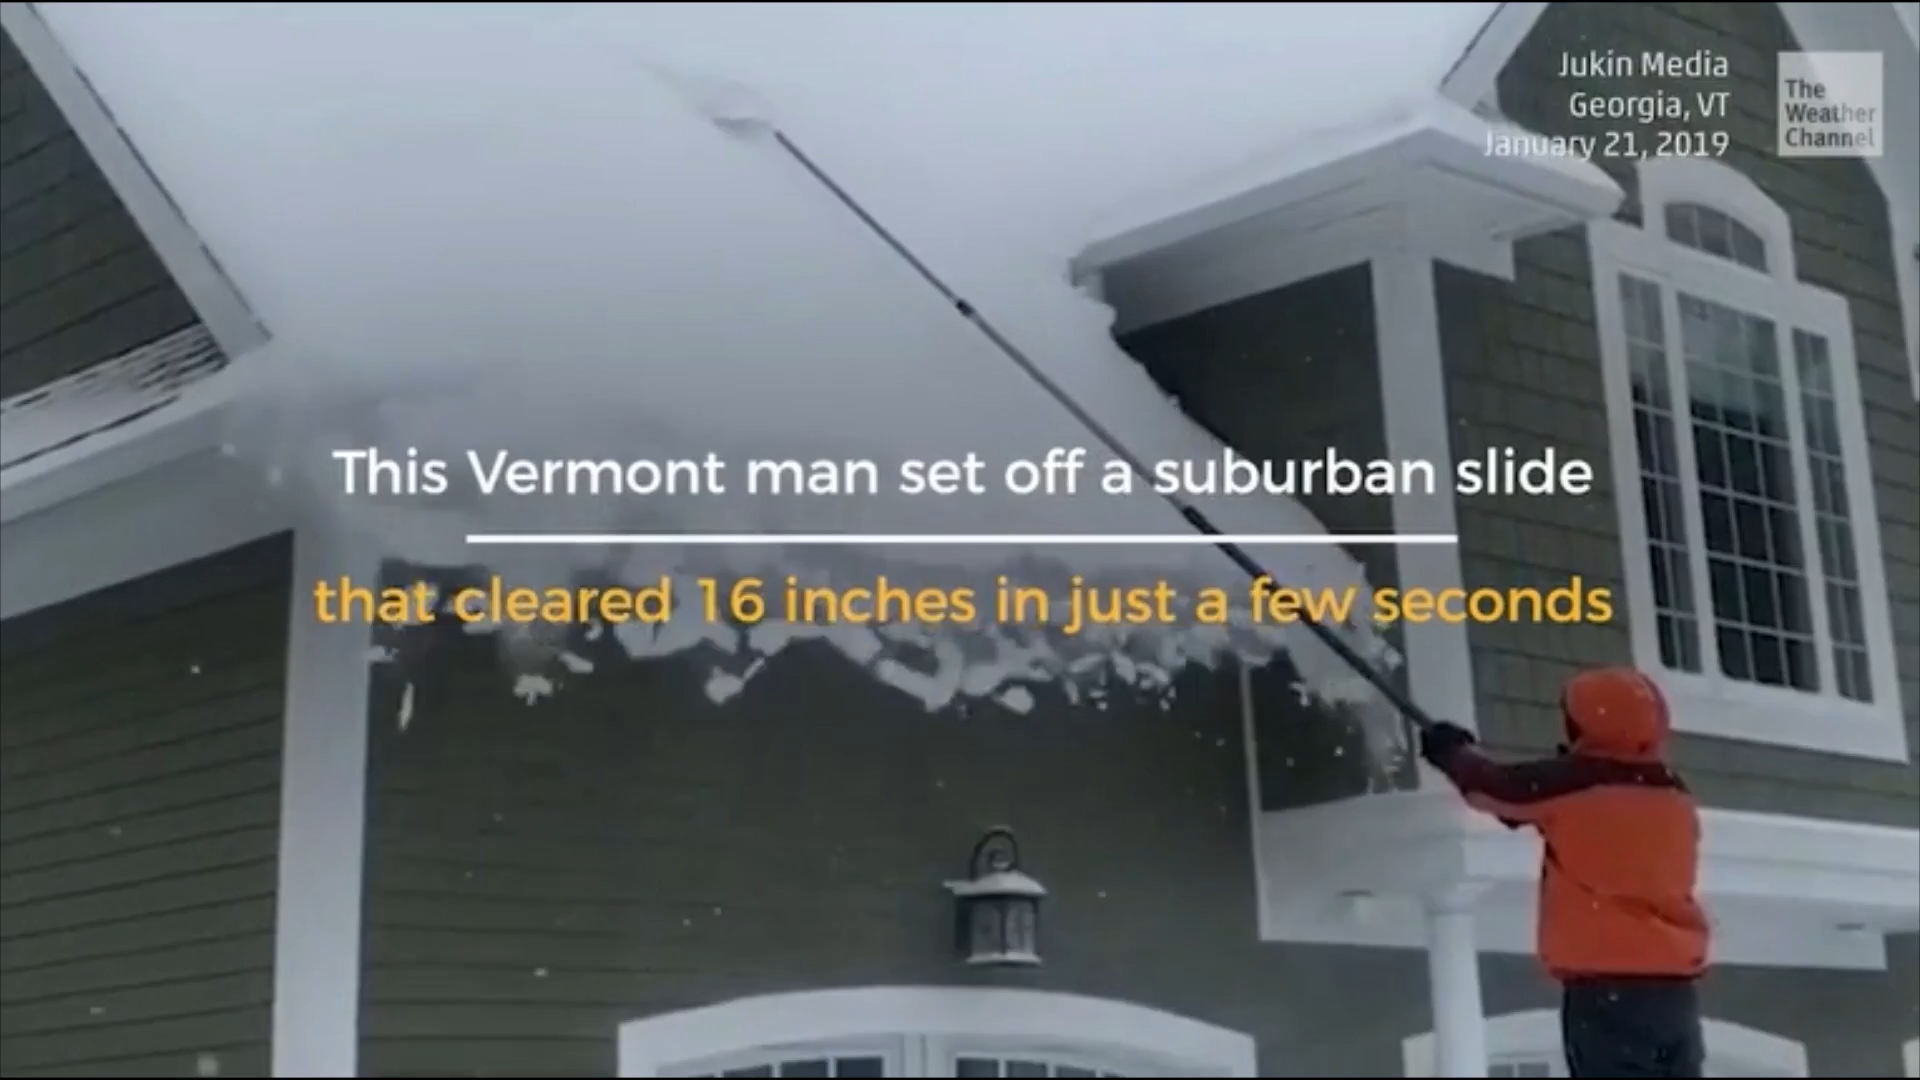 Jukin Media
Georgia, VT
January 21, 2019
The
Weather
Channel
This Vermont man set off a suburban slide
that cleared 16 inches in just a few seconds